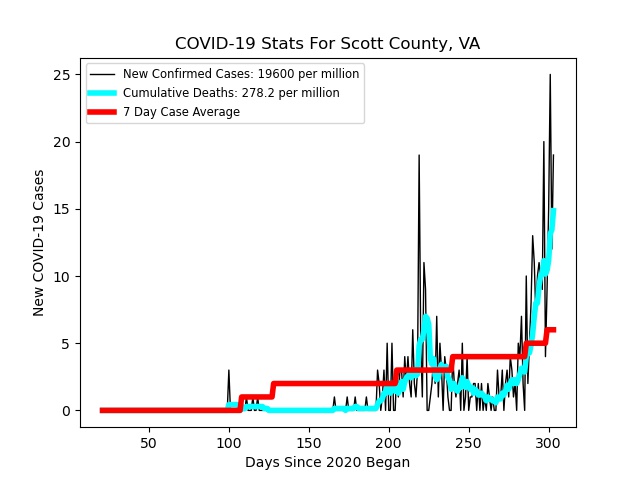 COVID-19 Stats For Scott County, VA
New Confirmed Cases: 19600 per million
Cumulative Deaths: 278.2 per million
7 Day Case Average
New COVID-19 Cases
25
20
15
10
5
0
50 100 150 200 250 300
Days Since 2020 Began